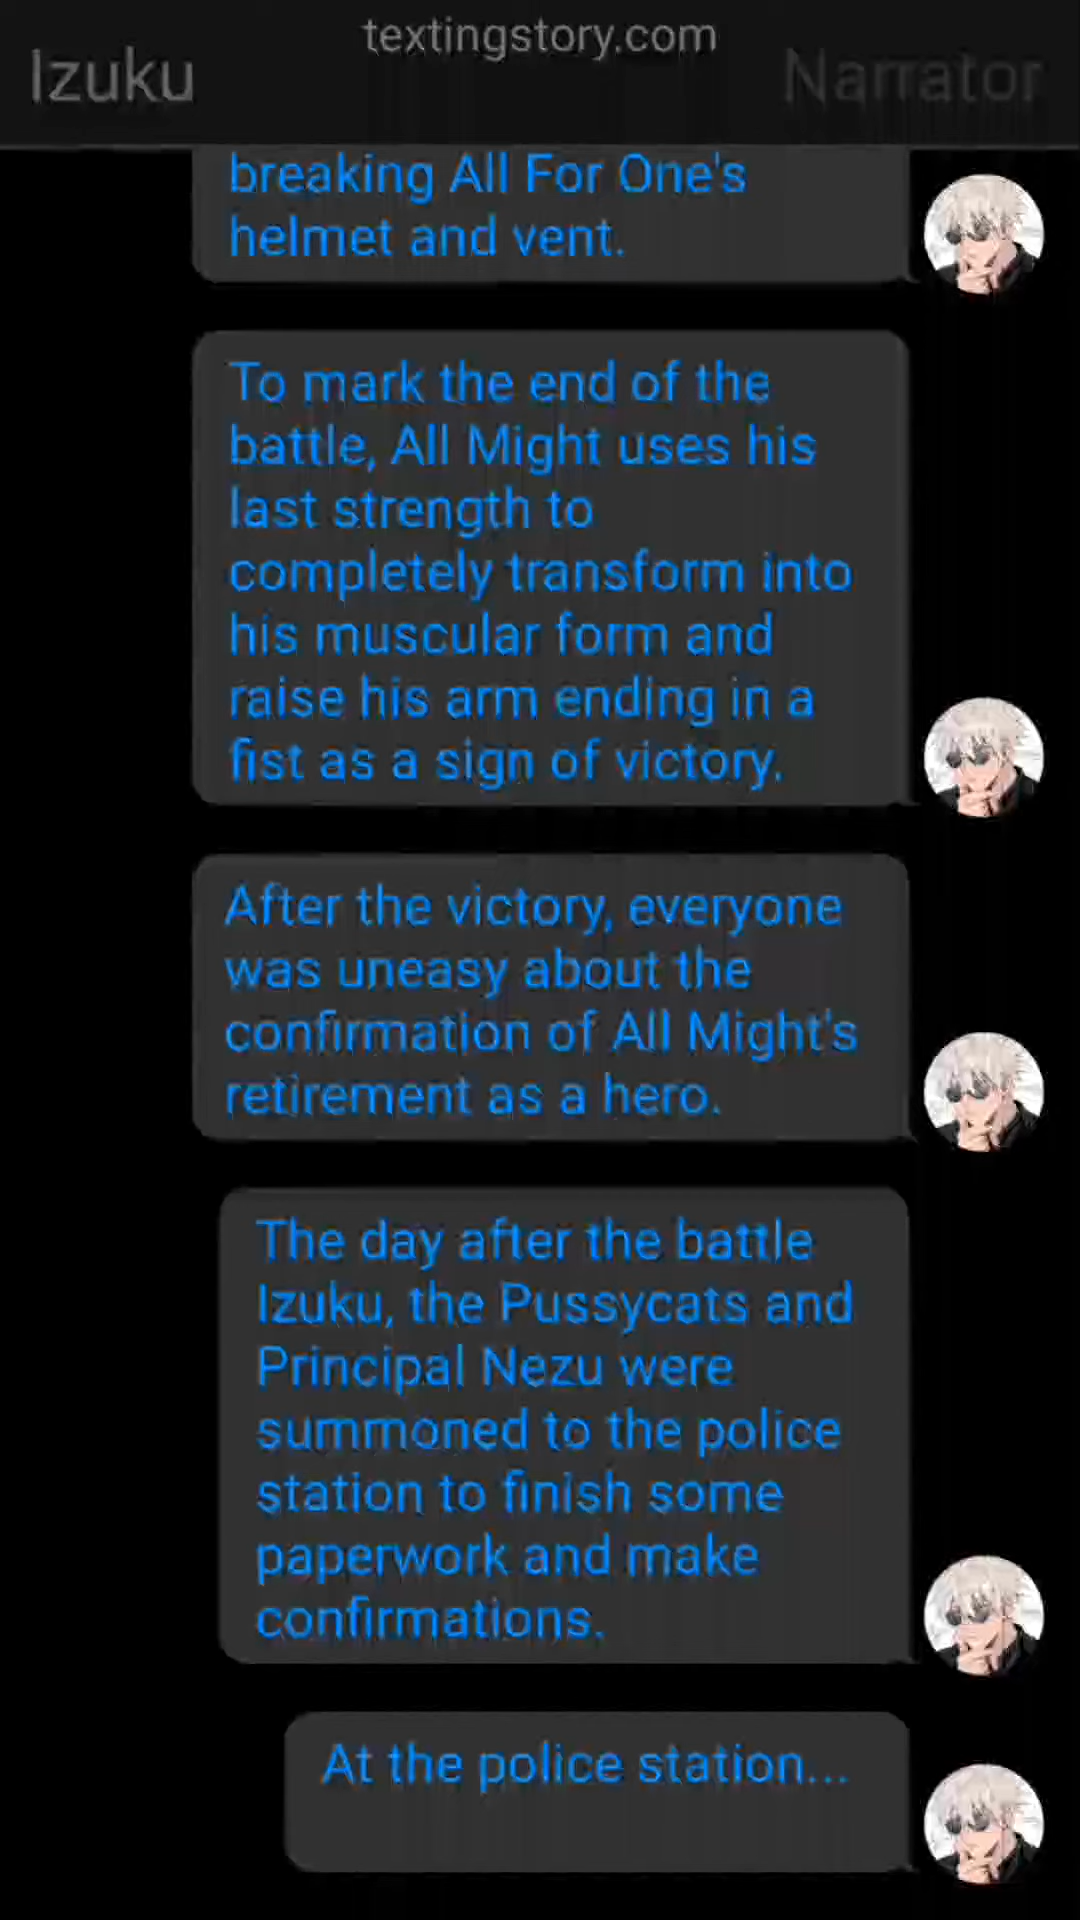 textingstory.com
Izuku
Narrator
breaking All For One's
helmet and vent.
To mark the end of the
battle, All Might uses his
last strength to
completely transform into
his muscular form and
raise his arm ending in a
fist as a sign of victory.
After the victory, everyone
was uneasy about the
confirmation of All Might's
retirement as a hero.
The day after the battle
Izuku, the Pussycats and
Principal Nezu were
summoned to the police
station to finish some
paperwork and make
confirmations.
At the police station...